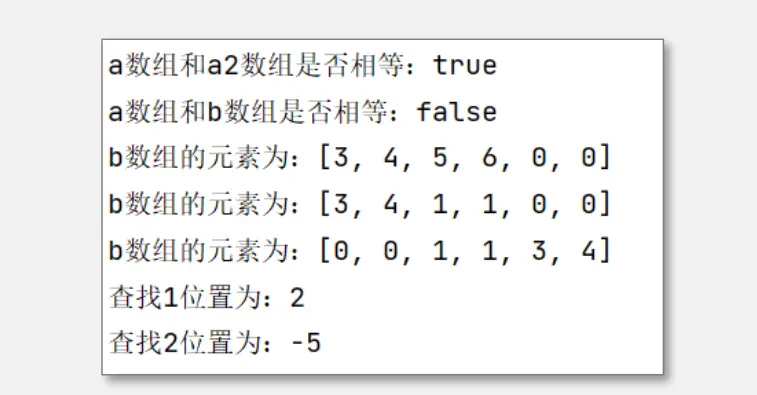 a数组和a2数组是否相等：true
a数组和b数组是否相等：false
b数组的元素为：[3, 4, 5, 6, 0, 0]
b数组的元素为：[3, 4, 1, 1, 0, 0]
b数组的元素为：[0, 0, 1, 1, 3, 4]
查找1位置为：2
查找2位置为：-5